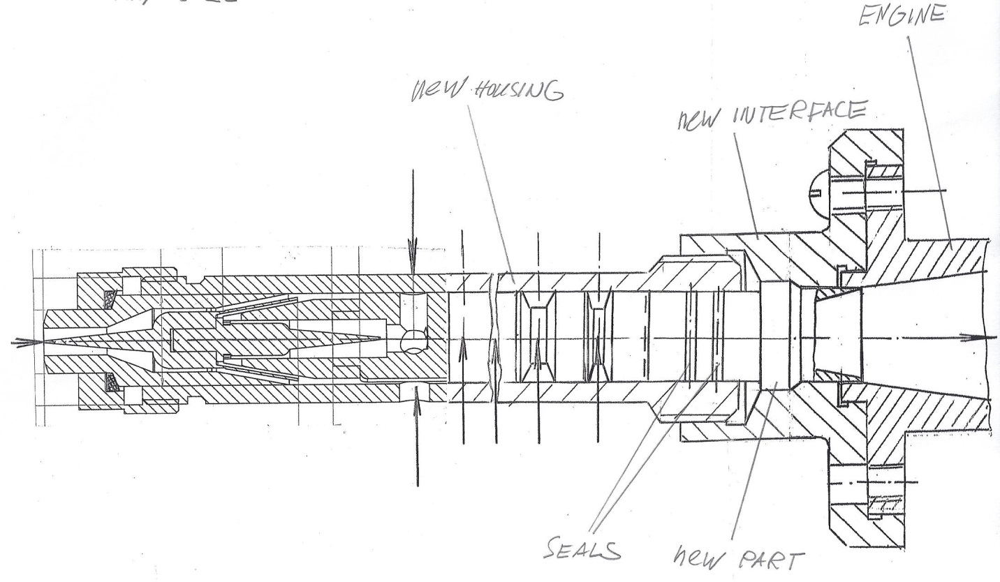 ENGINE
new HOUSING
new INTERFACE
SEALS
new PART